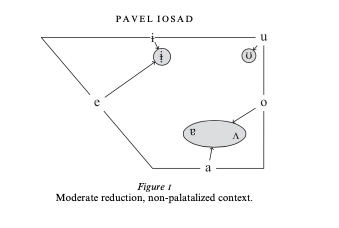 PAVEL IOSAD
ɨ u
ɨ̞ ʊ
e o
ɐ ʌ
a
Figure 1
Moderate reduction, non-palatalized context.